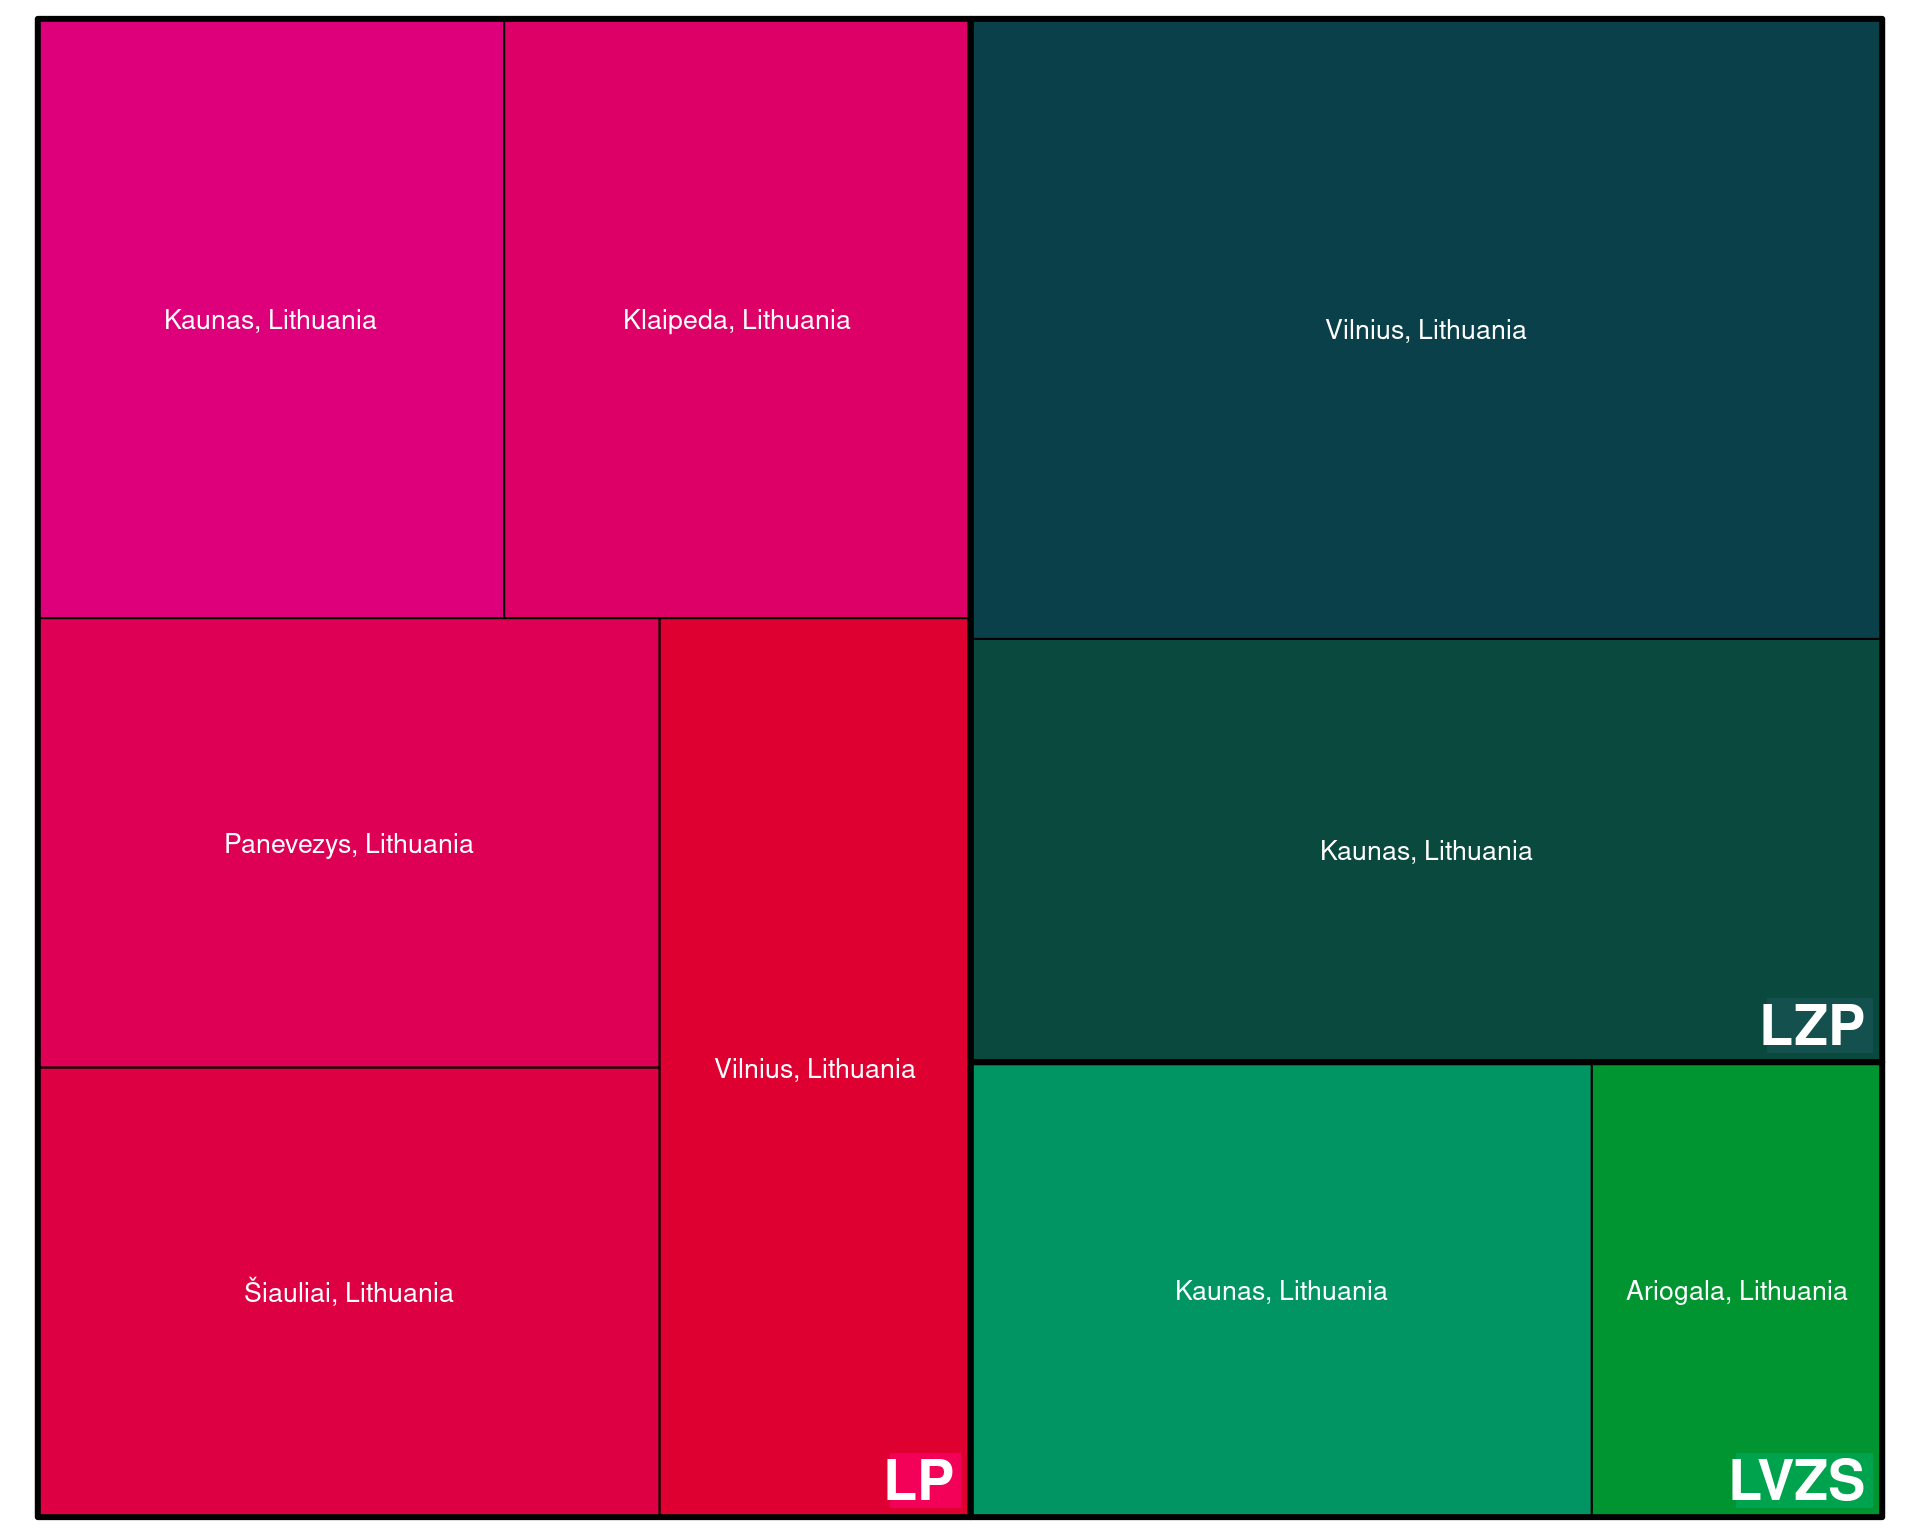 Kaunas, Lithuania
Klaipeda, Lithuania
Vilnius, Lithuania
Panevezys, Lithuania
Kaunas, Lithuania
LZP
Vilnius, Lithuania
Šiauliai, Lithuania
Kaunas, Lithuania
Ariogala, Lithuania
LP
LVZS